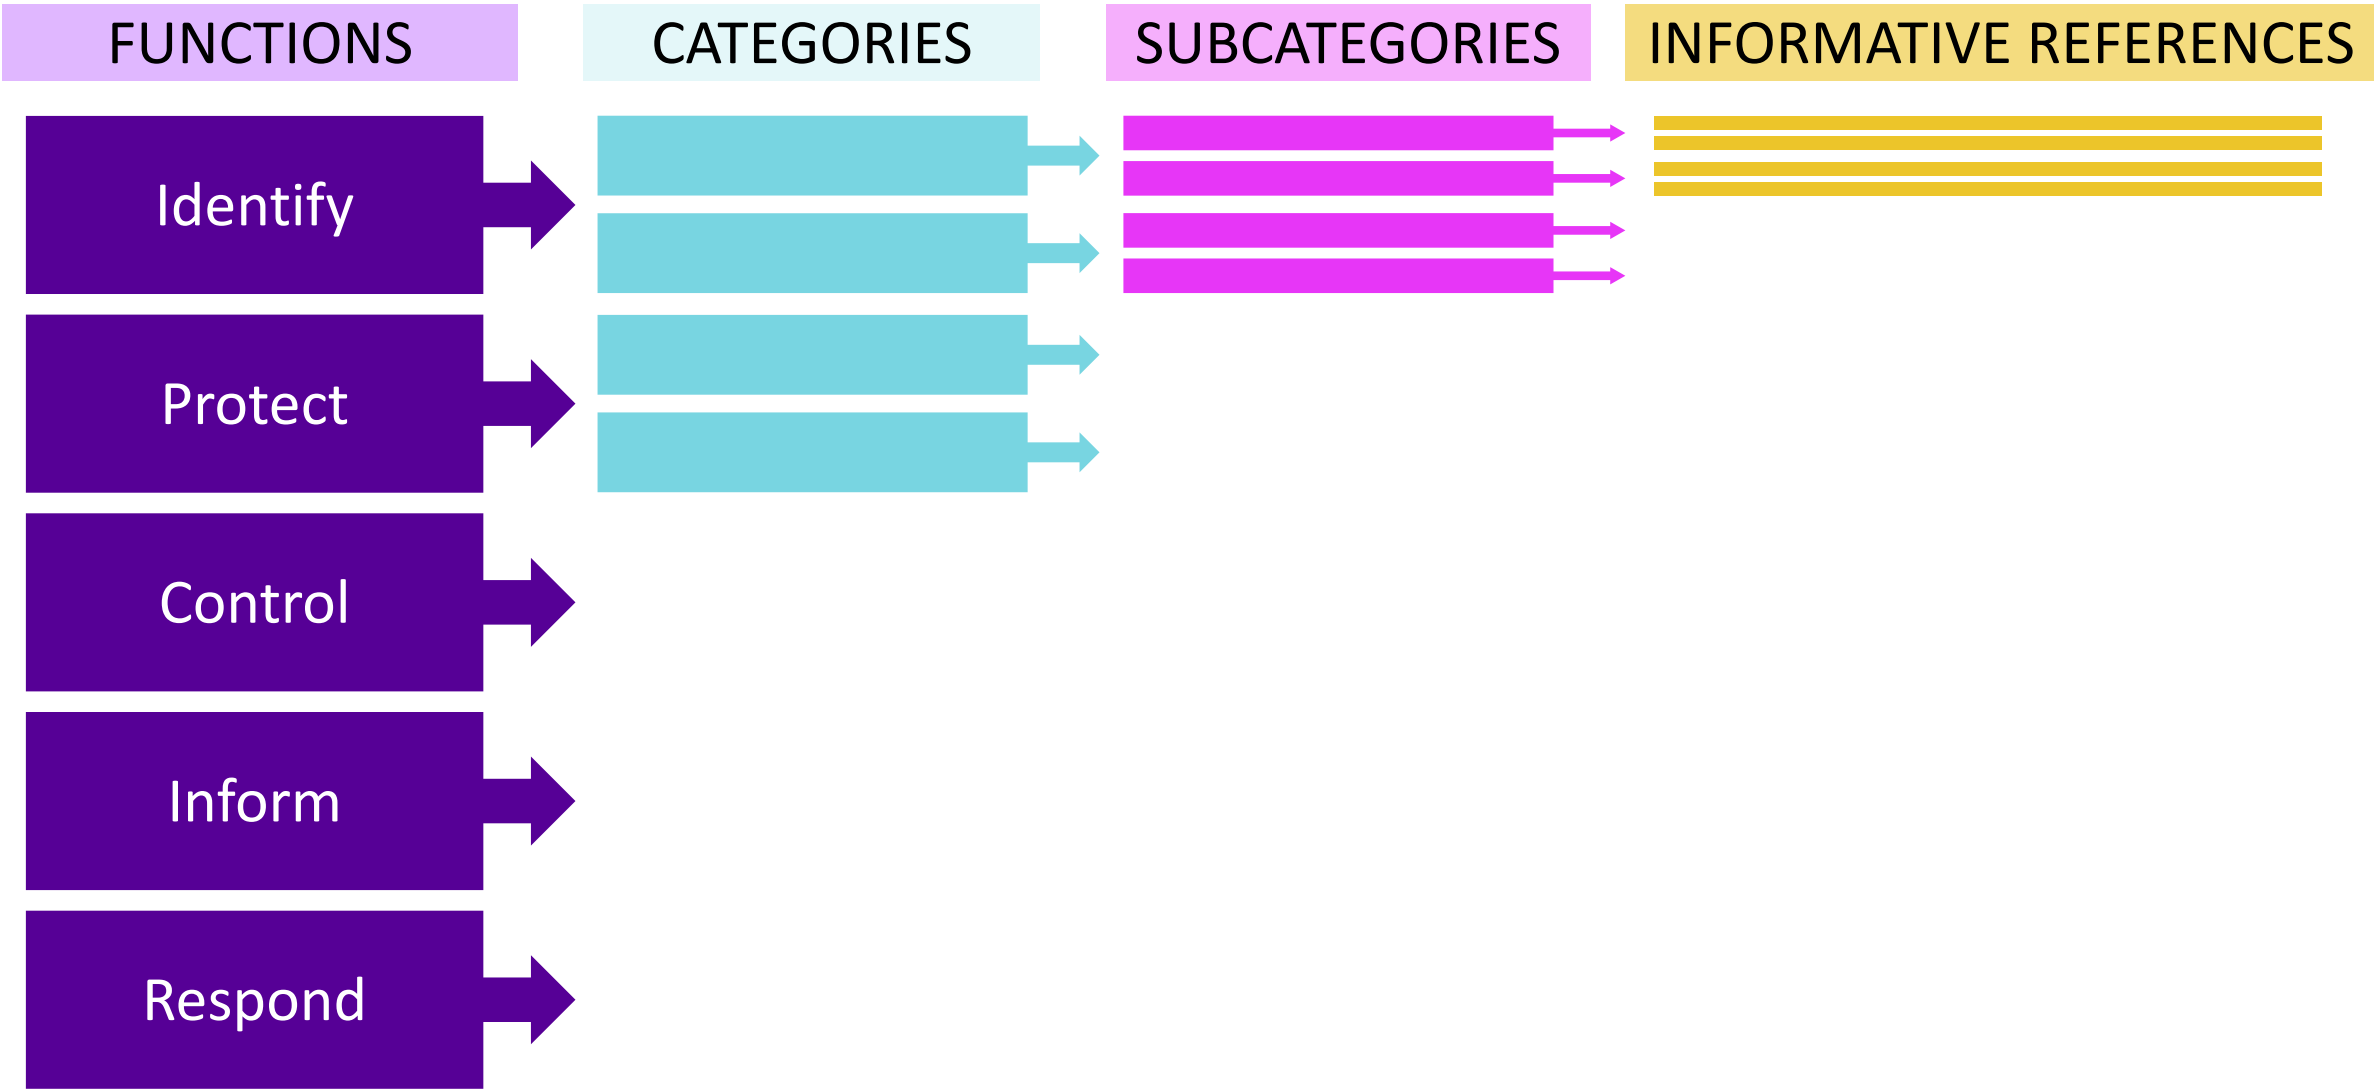 FUNCTIONS
CATEGORIES
SUBCATEGORIES
INFORMATIVE REFERENCES
Identify
Protect
Control
Inform
Respond